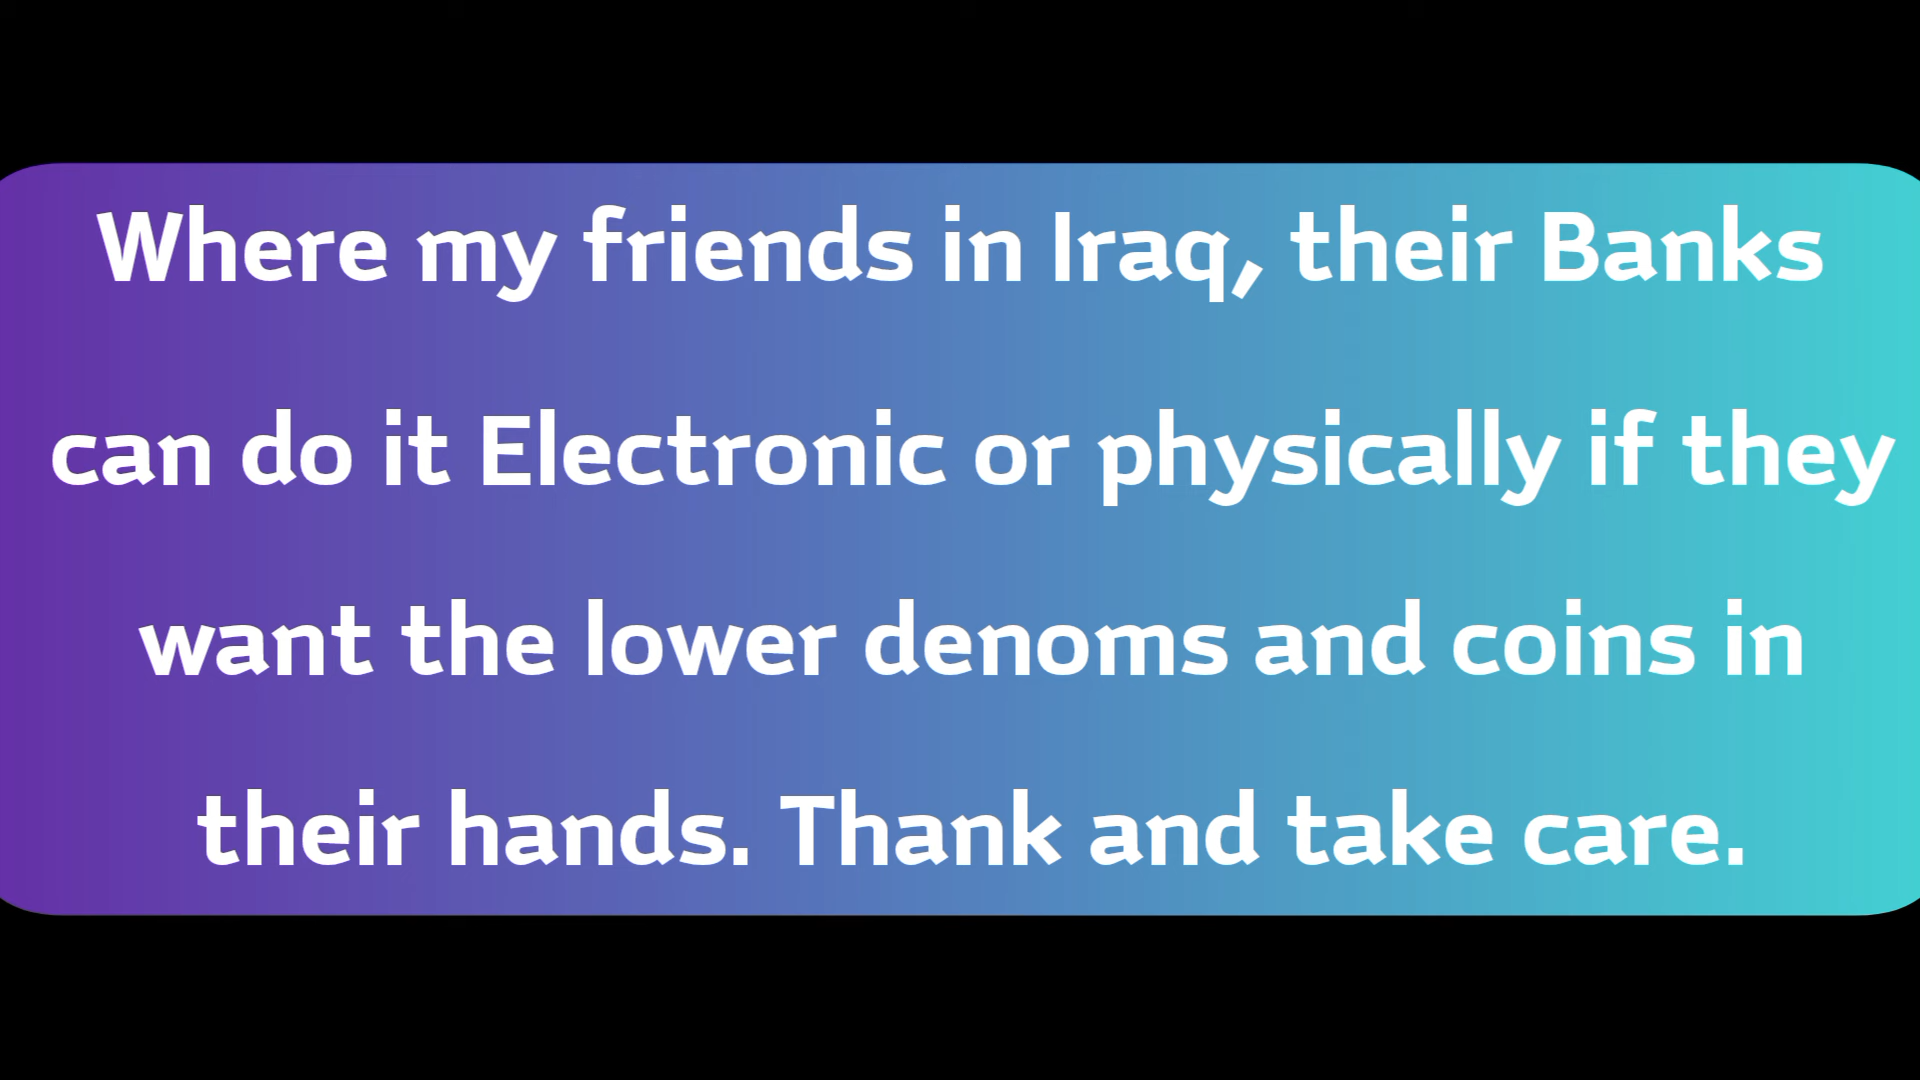 Where my friends in Iraq, their Banks
can do it Electronic or physically if they
want the lower denoms and coins in
their hands. Thank and take care.